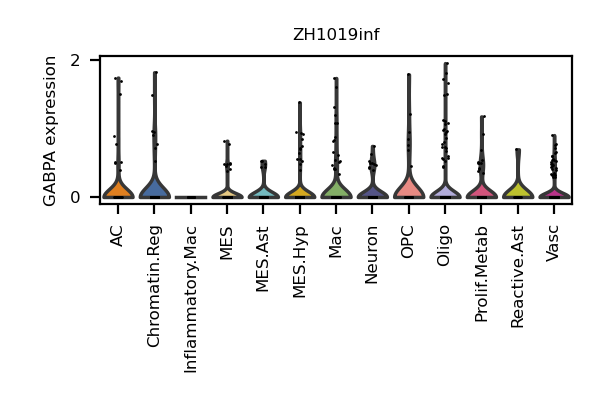 ZH1019inf
GABPA expression
2
0
AC
Chromatin.Reg
Inflammatory.Mac
MES
MES.Ast
MES.Hyp
Mac
Neuron
OPC
Oligo
Prolif.Metab
Reactive.Ast
Vasc